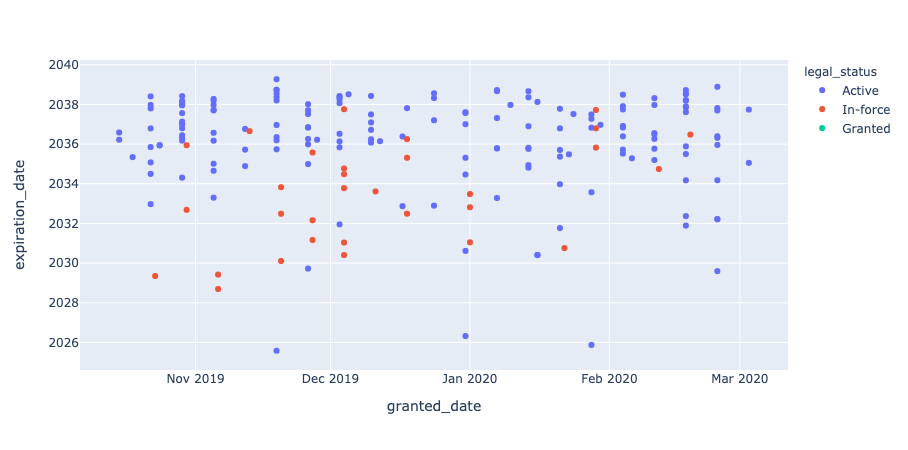 legal_status
Active
In-force
Granted
expiration_date
2040
2038
2036
2034
2032
2030
2028
2026
Nov 2019 Dec 2019 Jan 2020 Feb 2020 Mar 2020
granted_date